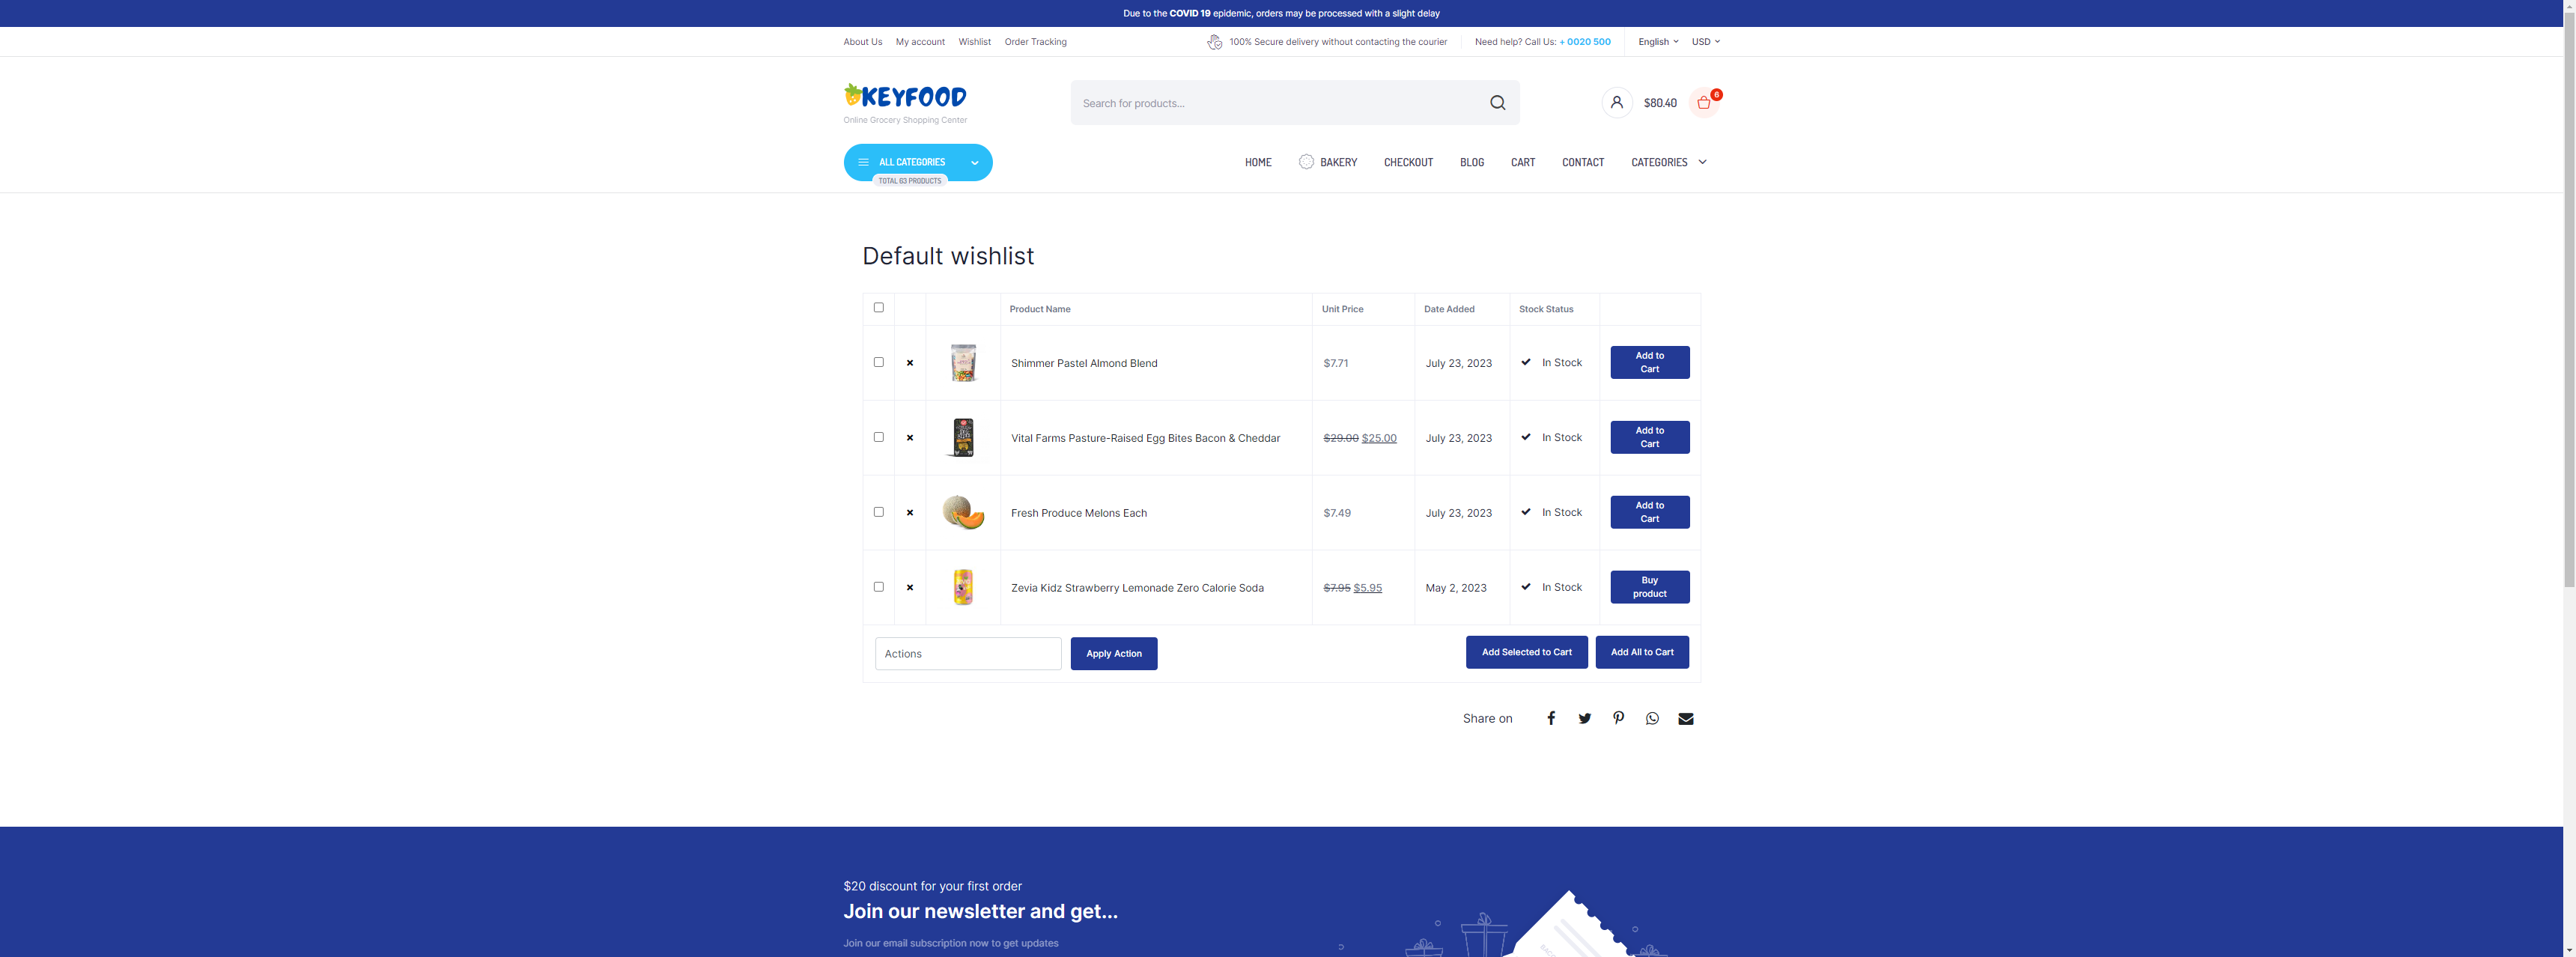 Due to the COVID 19 epidemic, orders may be processed with a slight delay
About Us My account Wishlist Order Tracking 100% Secure delivery without contacting the courier Need help? Call Us: + 0020 500 English USD
KEYFOOD
Online Grocery Shopping Center
Search for products...
$80.40 6
ALL CATEGORIES
TOTAL 63 PRODUCTS
HOME BAKERY CHECKOUT BLOG CART CONTACT CATEGORIES
Default wishlist
Product Name Unit Price Date Added Stock Status
Shimmer Pastel Almond Blend $7.71 July 23, 2023 In Stock Add to Cart
Vital Farms Pasture-Raised Egg Bites Bacon & Cheddar $29.00 $25.00 July 23, 2023 In Stock Add to Cart
Fresh Produce Melons Each $7.49 July 23, 2023 In Stock Add to Cart
Zevia Kidz Strawberry Lemonade Zero Calorie Soda $7.95 $5.95 May 2, 2023 In Stock Buy product
Actions Apply Action Add Selected to Cart Add All to Cart
Share on
$20 discount for your first order
Join our newsletter and get...
Join our email subscription now to get updates